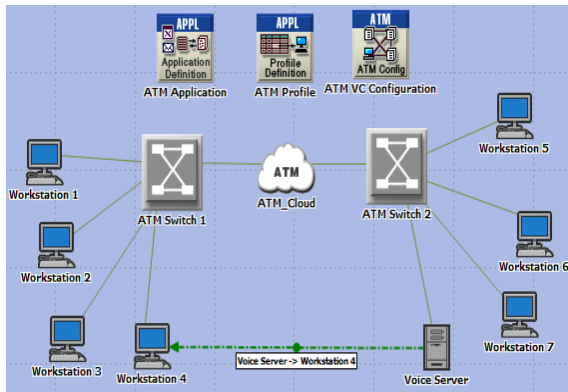 APPL
Application
Definition
ATM Application
APPL
Profile
Definition
ATM Profile
ATM
ATM Config
ATM VC Configuration
Workstation 1
Workstation 2
Workstation 3
Workstation 4
ATM Switch 1
ATM
ATM_Cloud
ATM Switch 2
Workstation 5
Workstation 6
Workstation 7
Voice Server -> Workstation 4
Voice Server